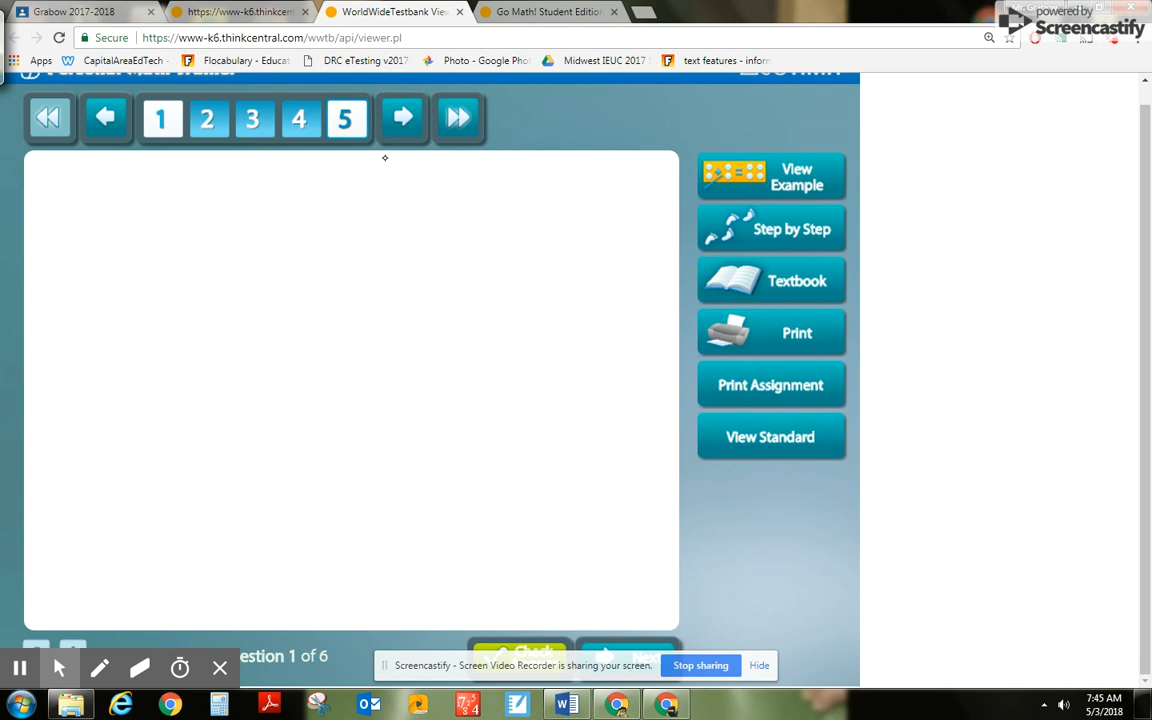 Grabow 2017-2018
https://www-k6.thinkcent
WorldWideTestbank View
Go Math! Student Edition
powered by
Screencastify
Secure
https://www-k6.thinkcentral.com/wwtb/api/viewer.pl
Apps
CapitalAreaEdTech -
Flocabulary - Educat
DRC eTesting v2017.
Photo - Google Pho
Midwest IEUC 2017
text features - inform
1 2 3 4 5
View
Example
Step by Step
Textbook
Print
Print Assignment
View Standard
estion 1 of 6
Check
Next
Screencastify - Screen Video Recorder is sharing your screen.
Stop sharing
Hide
7:45 AM
5/3/2018